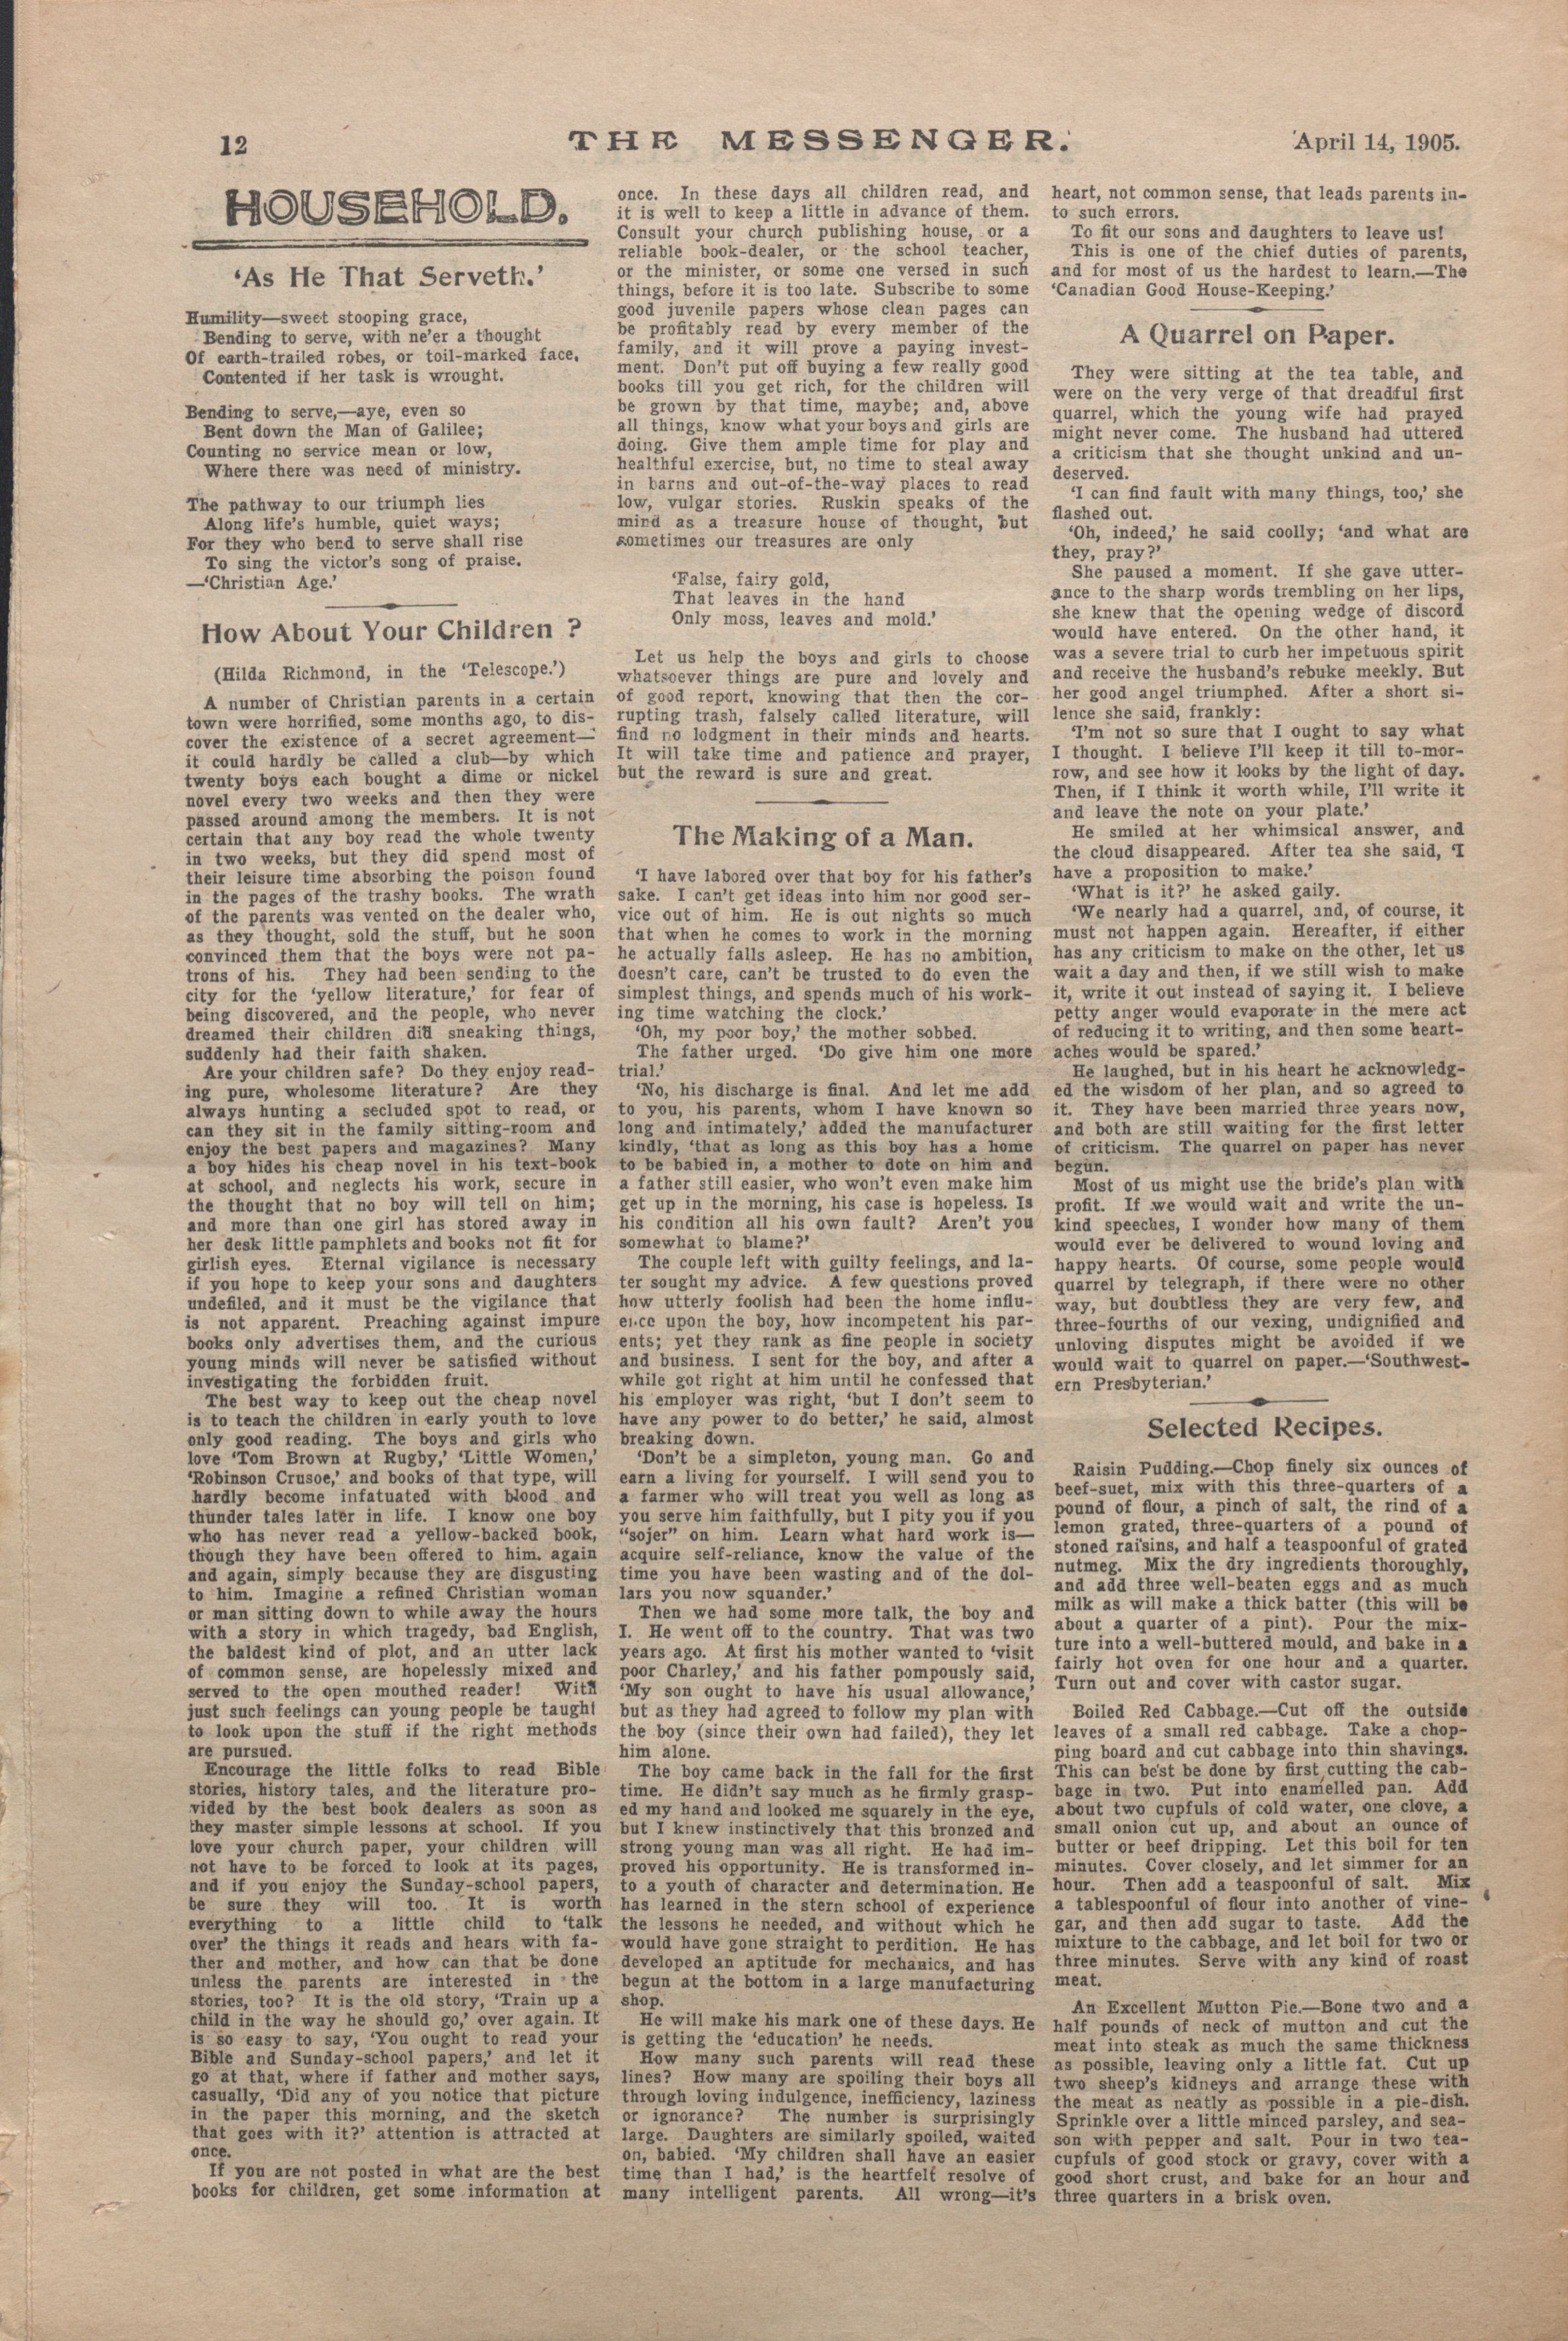 12
THE MESSENGER.
April 14, 1905.
HOUSEHOLD.
'As He That Serveth.'
Humility—sweet stooping grace,
Bending to serve, with ne'er a thought
Of earth-trailed robes, or toil-marked face,
Contented if her task is wrought.
Bending to serve,—aye, even so
Bent down the Man of Galilee;
Counting no service mean or low,
Where there was need of ministry.
The pathway to our triumph lies
Along life's humble, quiet ways;
For they who bend to serve shall rise
To sing the victor's song of praise.
—'Christian Age.'
How About Your Children ?
(Hilda Richmond, in the 'Telescope.')
A number of Christian parents in a certain
town were horrified, some months ago, to dis-
cover the existence of a secret agreement—
it could hardly be called a club—by which
twenty boys each bought a dime or nickel
novel every two weeks and then they were
passed around among the members. It is not
certain that any boy read the whole twenty
in two weeks, but they did spend most of
their leisure time absorbing the poison found
in the pages of the trashy books. The wrath
of the parents was vented on the dealer who,
as they thought, sold the stuff, but he soon
convinced them that the boys were not pa-
trons of his. They had been sending to the
city for the 'yellow literature,' for fear of
being discovered, and the people, who never
dreamed their children did sneaking things,
suddenly had their faith shaken.
Are your children safe? Do they enjoy read-
ing pure, wholesome literature? Are they
always hunting a secluded spot to read, or
can they sit in the family sitting-room and
enjoy the best papers and magazines? Many
a boy hides his cheap novel in his text-book
at school, and neglects his work, secure in
the thought that no boy will tell on him;
and more than one girl has stored away in
her desk little pamphlets and books not fit for
girlish eyes. Eternal vigilance is necessary
if you hope to keep your sons and daughters
undefiled, and it must be the vigilance that
is not apparent. Preaching against impure
books only advertises them, and the curious
young minds will never be satisfied without
investigating the forbidden fruit.
The best way to keep out the cheap novel
is to teach the children in early youth to love
only good reading. The boys and girls who
love 'Tom Brown at Rugby,' 'Little Women,'
'Robinson Crusoe,' and books of that type, will
hardly become infatuated with blood and
thunder tales later in life. I know one boy
who has never read a yellow-backed book,
though they have been offered to him. again
and again, simply because they are disgusting
to him. Imagine a refined Christian woman
or man sitting down to while away the hours
with a story in which tragedy, bad English,
the baldest kind of plot, and an utter lack
of common sense, are hopelessly mixed and
served to the open mouthed reader! With
just such feelings can young people be taught
to look upon the stuff if the right methods
are pursued.
Encourage the little folks to read Bible
stories, history tales, and the literature pro-
vided by the best book dealers as soon as
they master simple lessons at school. If you
love your church paper, your children will
not have to be forced to look at its pages,
and if you enjoy the Sunday-school papers,
be sure they will too. It is worth
everything to a little child to 'talk
over' the things it reads and hears with fa-
ther and mother, and how can that be done
unless the parents are interested in the
stories, too? It is the old story, 'Train up a
child in the way he should go,' over again. It
is so easy to say, 'You ought to read your
Bible and Sunday-school papers,' and let it
go at that, where if father and mother says,
casually, 'Did any of you notice that picture
in the paper this morning, and the sketch
that goes with it?' attention is attracted at
once.
If you are not posted in what are the best
books for children, get some information at
once. In these days all children read, and
it is well to keep a little in advance of them.
Consult your church publishing house, or a
reliable book-dealer, or the school teacher,
or the minister, or some one versed in such
things, before it is too late. Subscribe to some
good juvenile papers whose clean pages can
be profitably read by every member of the
family, and it will prove a paying invest-
ment. Don't put off buying a few really good
books till you get rich, for the children will
be grown by that time, maybe; and, above
all things, know what your boys and girls are
doing. Give them ample time for play and
healthful exercise, but, no time to steal away
in barns and out-of-the-way places to read
low, vulgar stories. Ruskin speaks of the
mind as a treasure house of thought, but
sometimes our treasures are only
'False, fairy gold,
That leaves in the hand
Only moss, leaves and mold.'
Let us help the boys and girls to choose
whatsoever things are pure and lovely and
of good report, knowing that then the cor-
rupting trash, falsely called literature, will
find no lodgment in their minds and hearts.
It will take time and patience and prayer,
but the reward is sure and great.
The Making of a Man.
'I have labored over that boy for his father's
sake. I can't get ideas into him nor good ser-
vice out of him. He is out nights so much
that when he comes to work in the morning
he actually falls asleep. He has no ambition,
doesn't care, can't be trusted to do even the
simplest things, and spends much of his work-
ing time watching the clock.'
'Oh, my poor boy,' the mother sobbed.
The father urged. 'Do give him one more
trial.'
'No, his discharge is final. And let me add
to you, his parents, whom I have known so
long and intimately,' added the manufacturer
kindly, 'that as long as this boy has a home
to be babied in, a mother to dote on him and
a father still easier, who won't even make him
get up in the morning, his case is hopeless. Is
his condition all his own fault? Aren't you
somewhat to blame?'
The couple left with guilty feelings, and la-
ter sought my advice. A few questions proved
how utterly foolish had been the home influ-
ence upon the boy, how incompetent his par-
ents; yet they rank as fine people in society
and business. I sent for the boy, and after a
while got right at him until he confessed that
his employer was right, 'but I don't seem to
have any power to do better,' he said, almost
breaking down.
'Don't be a simpleton, young man. Go and
earn a living for yourself. I will send you to
a farmer who will treat you well as long as
you serve him faithfully, but I pity you if you
"sojer" on him. Learn what hard work is—
acquire self-reliance, know the value of the
time you have been wasting and of the dol-
lars you now squander.'
Then we had some more talk, the boy and
I. He went off to the country. That was two
years ago. At first his mother wanted to 'visit
poor Charley,' and his father pompously said,
'My son ought to have his usual allowance,'
but as they had agreed to follow my plan with
the boy (since their own had failed), they let
him alone.
The boy came back in the fall for the first
time. He didn't say much as he firmly grasp-
ed my hand and looked me squarely in the eye,
but I knew instinctively that this bronzed and
strong young man was all right. He had im-
proved his opportunity. He is transformed in-
to a youth of character and determination. He
has learned in the stern school of experience
the lessons he needed, and without which he
would have gone straight to perdition. He has
developed an aptitude for mechanics, and has
begun at the bottom in a large manufacturing
shop.
He will make his mark one of these days. He
is getting the 'education' he needs.
How many such parents will read these
lines? How many are spoiling their boys all
through loving indulgence, inefficiency, laziness
or ignorance? The number is surprisingly
large. Daughters are similarly spoiled, waited
on, babied. 'My children shall have an easier
time than I had,' is the heartfelt resolve of
many intelligent parents. All wrong—it's
heart, not common sense, that leads parents in-
to such errors.
To fit our sons and daughters to leave us!
This is one of the chief duties of parents,
and for most of us the hardest to learn.—The
'Canadian Good House-Keeping.'
A Quarrel on Paper.
They were sitting at the tea table, and
were on the very verge of that dreadful first
quarrel, which the young wife had prayed
might never come. The husband had uttered
a criticism that she thought unkind and un-
deserved.
'I can find fault with many things, too,' she
flashed out.
'Oh, indeed,' he said coolly; 'and what are
they, pray?'
She paused a moment. If she gave utter-
ance to the sharp words trembling on her lips,
she knew that the opening wedge of discord
would have entered. On the other hand, it
was a severe trial to curb her impetuous spirit
and receive the husband's rebuke meekly. But
her good angel triumphed. After a short si-
lence she said, frankly:
'I'm not so sure that I ought to say what
I thought. I believe I'll keep it till to-mor-
row, and see how it looks by the light of day.
Then, if I think it worth while, I'll write it
and leave the note on your plate.'
He smiled at her whimsical answer, and
the cloud disappeared. After tea she said, 'I
have a proposition to make.'
'What is it?' he asked gaily.
'We nearly had a quarrel, and, of course, it
must not happen again. Hereafter, if either
has any criticism to make on the other, let us
wait a day and then, if we still wish to make
it, write it out instead of saying it. I believe
petty anger would evaporate in the mere act
of reducing it to writing, and then some heart-
aches would be spared.'
He laughed, but in his heart he acknowledg-
ed the wisdom of her plan, and so agreed to
it. They have been married three years now,
and both are still waiting for the first letter
of criticism. The quarrel on paper has never
begun.
Most of us might use the bride's plan with
profit. If we would wait and write the un-
kind speeches, I wonder how many of them
would ever be delivered to wound loving and
happy hearts. Of course, some people would
quarrel by telegraph, if there were no other
way, but doubtless they are very few, and
three-fourths of our vexing, undignified and
unloving disputes might be avoided if we
would wait to quarrel on paper.—'Southwest-
ern Presbyterian.'
Selected Recipes.
Raisin Pudding.—Chop finely six ounces of
beef-suet, mix with this three-quarters of a
pound of flour, a pinch of salt, the rind of a
lemon grated, three-quarters of a pound of
stoned raisins, and half a teaspoonful of grated
nutmeg. Mix the dry ingredients thoroughly,
and add three well-beaten eggs and as much
milk as will make a thick batter (this will be
about a quarter of a pint). Pour the mix-
ture into a well-buttered mould, and bake in a
fairly hot oven for one hour and a quarter.
Turn out and cover with castor sugar.
Boiled Red Cabbage.—Cut off the outside
leaves of a small red cabbage. Take a chop-
ping board and cut cabbage into thin shavings.
This can best be done by first cutting the cab-
bage in two. Put into enamelled pan. Add
about two cupfuls of cold water, one clove, a
small onion cut up, and about an ounce of
butter or beef dripping. Let this boil for ten
minutes. Cover closely, and let simmer for an
hour. Then add a teaspoonful of salt. Mix
a tablespoonful of flour into another of vine-
gar, and then add sugar to taste. Add the
mixture to the cabbage, and let boil for two or
three minutes. Serve with any kind of roast
meat.
An Excellent Mutton Pie.—Bone two and a
half pounds of neck of mutton and cut the
meat into steak as much the same thickness
as possible, leaving only a little fat. Cut up
two sheep's kidneys and arrange these with
the meat as neatly as possible in a pie-dish.
Sprinkle over a little minced parsley, and sea-
son with pepper and salt. Pour in two tea-
cupfuls of good stock or gravy, cover with a
good short crust, and bake for an hour and
three quarters in a brisk oven.